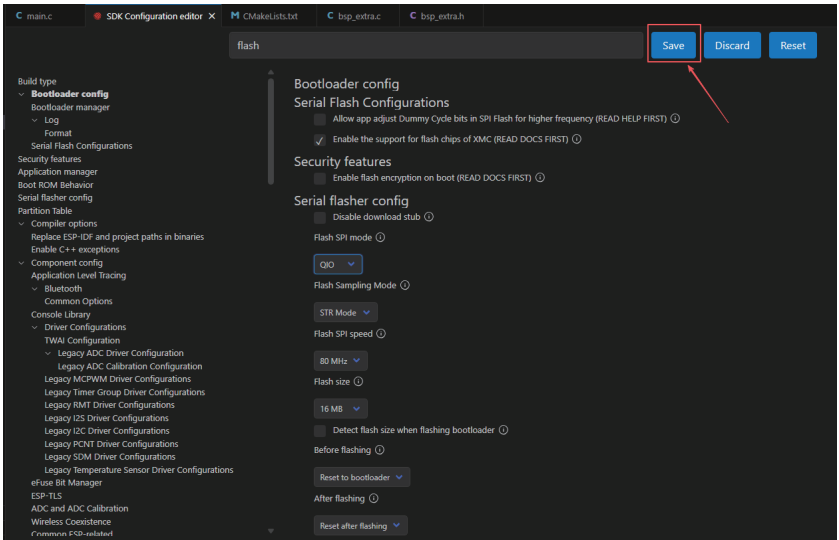 main.c
SDK Configuration editor
CMakeLists.txt
bsp_extra.c
bsp_extra.h
flash
Save
Discard
Reset
Build type
Bootloader config
Bootloader manager
Log
Format
Serial Flash Configurations
Security features
Application manager
Boot ROM Behavior
Serial flasher config
Partition Table
Compiler options
Replace ESP-IDF and project paths in binaries
Enable C++ exceptions
Component config
Application Level Tracing
Bluetooth
Common Options
Console Library
Driver Configurations
TWAI Configuration
Legacy ADC Driver Configuration
Legacy ADC Calibration Configuration
Legacy MCPWM Driver Configurations
Legacy Timer Group Driver Configurations
Legacy RMT Driver Configurations
Legacy I2S Driver Configurations
Legacy I2C Driver Configurations
Legacy PCNT Driver Configurations
Legacy SDM Driver Configurations
Legacy Temperature Sensor Driver Configurations
eFuse Bit Manager
ESP-TLS
ADC and ADC Calibration
Wireless Coexistence
Common ESP-related
Bootloader config
Serial Flash Configurations
Allow app adjust Dummy Cycle bits in SPI Flash for higher frequency (READ HELP FIRST)
Enable the support for flash chips of XMC (READ DOCS FIRST)
Security features
Enable flash encryption on boot (READ DOCS FIRST)
Serial flasher config
Disable download stub
Flash SPI mode
QIO
Flash Sampling Mode
STR Mode
Flash SPI speed
80 MHz
Flash size
16 MB
Detect flash size when flashing bootloader
Before flashing
Reset to bootloader
After flashing
Reset after flashing